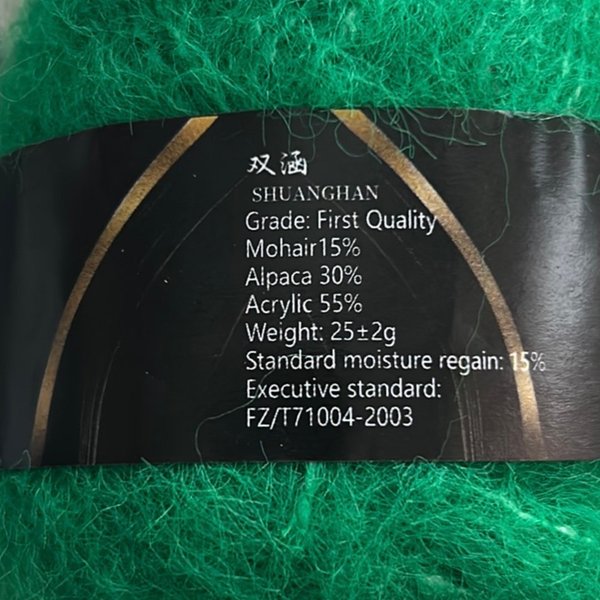 双涵
SHUANGHAN
Grade: First Quality
Mohair15%
Alpaca 30%
Acrylic 55%
Weight: 25±2g
Standard moisture regain: 15%
Executive standard:
FZ/T71004-2003